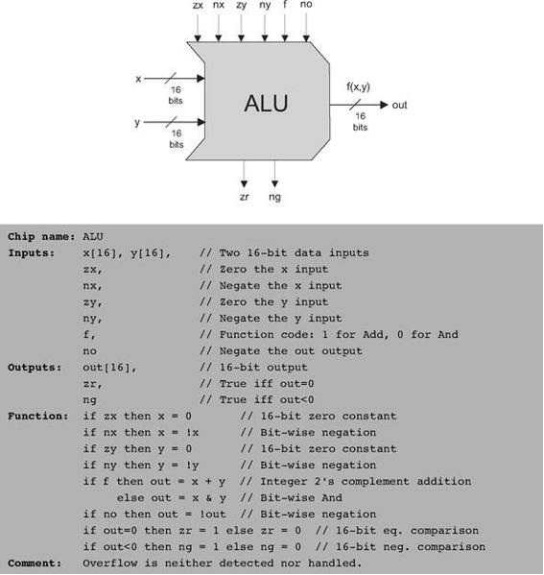 zx nx zy ny f no
x
16
bits
ALU
f(x,y)
out
16
bits
y
16
bits
zr ng
Chip name: ALU
Inputs: x[16], y[16], // Two 16-bit data inputs
zx, // Zero the x input
nx, // Negate the x input
zy, // Zero the y input
ny, // Negate the y input
f, // Function code: 1 for Add, 0 for And
no // Negate the out output
Outputs: out[16], // 16-bit output
zr, // True iff out=0
ng // True iff out<0
Function: if zx then x = 0 // 16-bit zero constant
if nx then x = !x // Bit-wise negation
if zy then y = 0 // 16-bit zero constant
if ny then y = !y // Bit-wise negation
if f then out = x + y // Integer 2's complement addition
else out = x & y // Bit-wise And
if no then out = !out // Bit-wise negation
if out=0 then zr = 1 else zr = 0 // 16-bit eq. comparison
if out<0 then ng = 1 else ng = 0 // 16-bit neg. comparison
Comment: Overflow is neither detected nor handled.